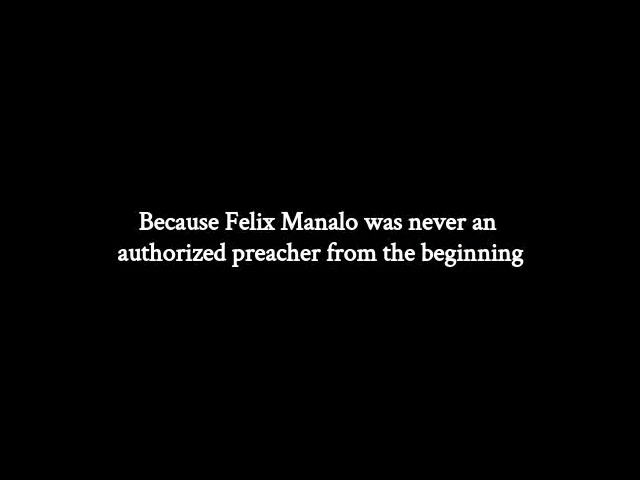 Because Felix Manalo was never an
authorized preacher from the beginning